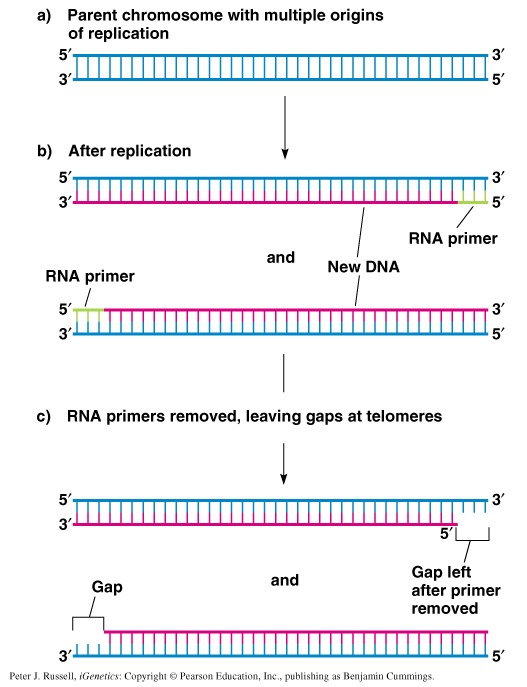 a) Parent chromosome with multiple origins
of replication
5′ 3′
3′ 5′
b) After replication
5′ 3′
3′ 5′
RNA primer
and
New DNA
RNA primer
5′ 3′
3′ 5′
c) RNA primers removed, leaving gaps at telomeres
5′ 3′
3′
5′
Gap left
after primer
removed
and
Gap
3′ 5′
Peter J. Russell, iGenetics: Copyright © Pearson Education, Inc., publishing as Benjamin Cummings.